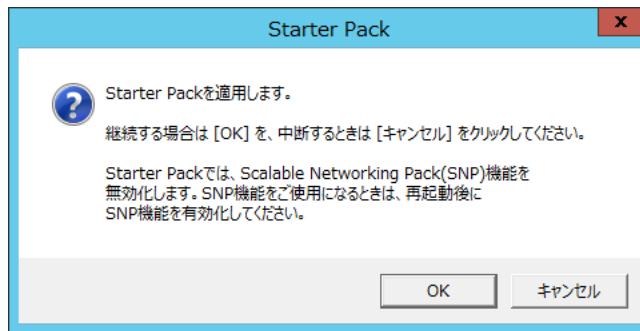 Starter Pack
x
Starter Packを適用します。
継続する場合は [OK] を、中断するときは [キャンセル] をクリックしてください。
Starter Packでは、Scalable Networking Pack(SNP)機能を
無効化します。SNP機能をご使用になるときは、再起動後に
SNP機能を有効化してください。
OK
キャンセル